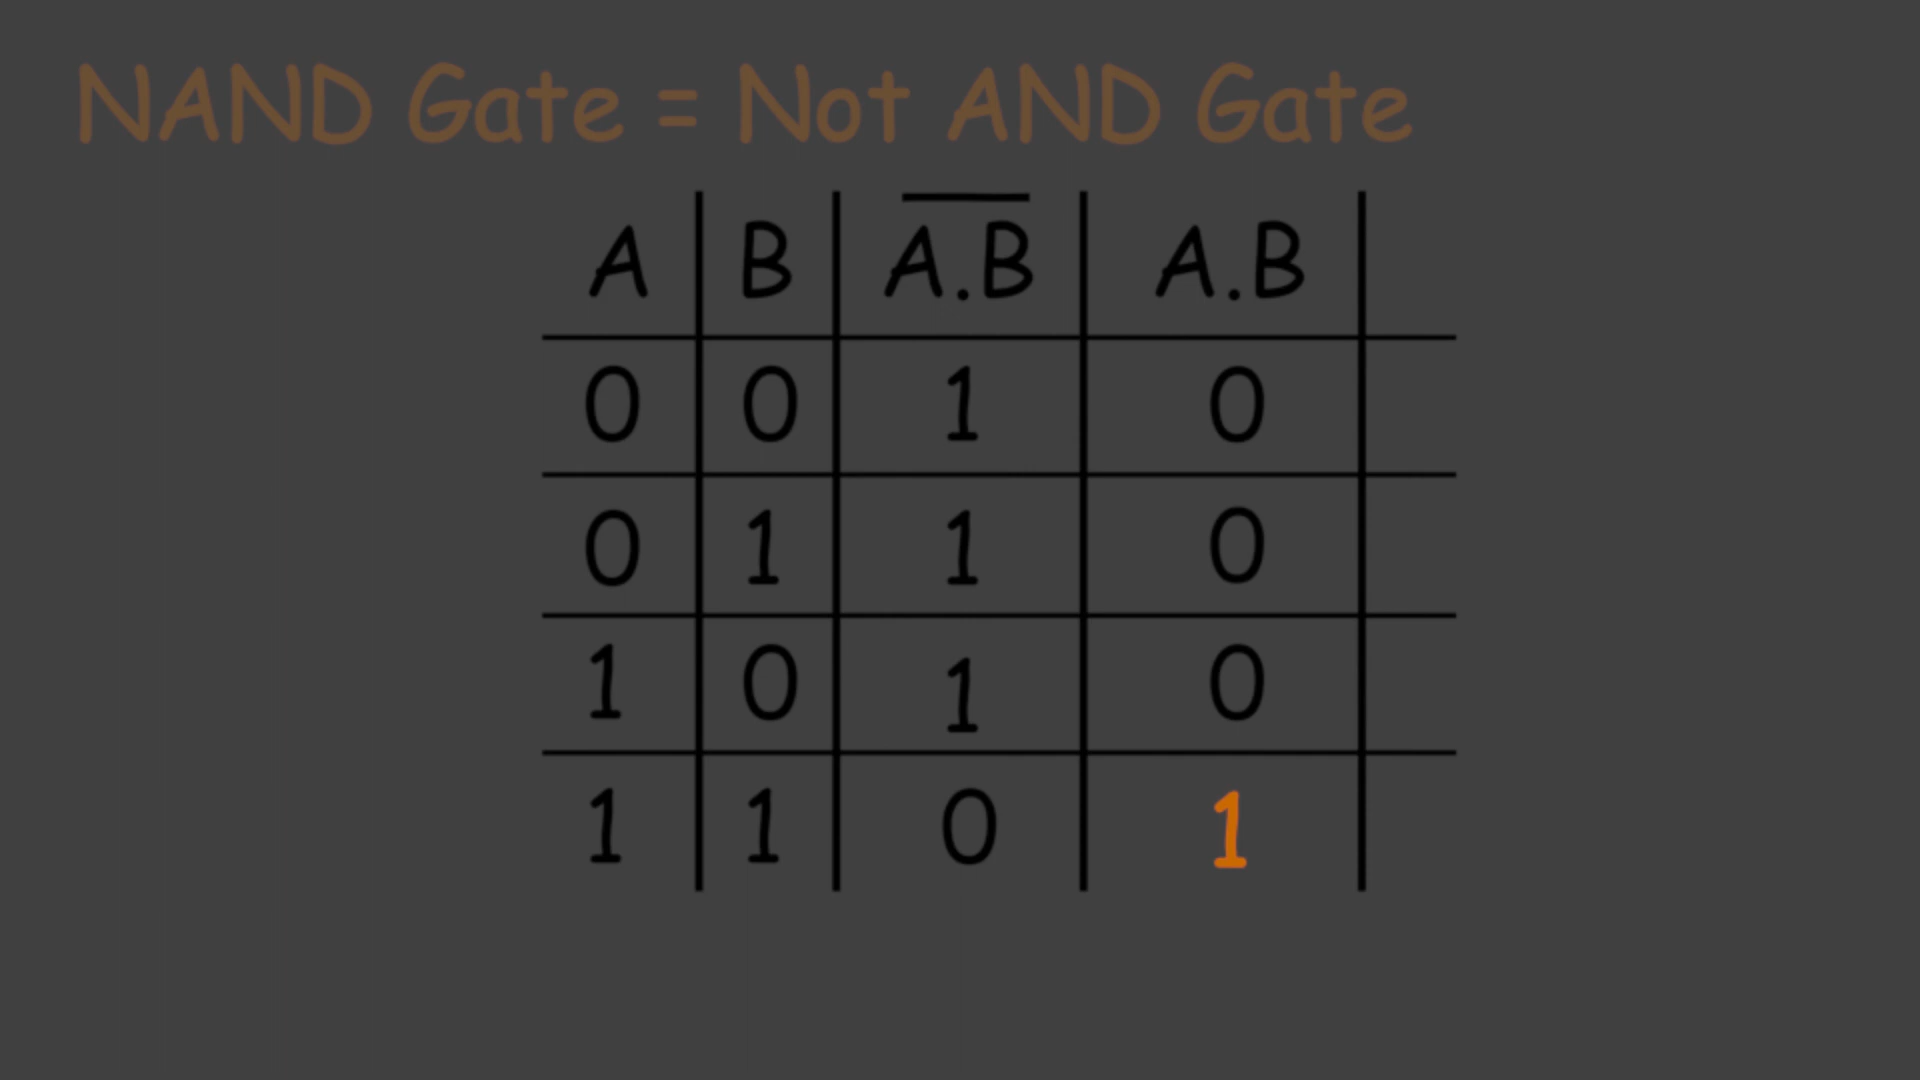 NAND Gate = Not AND Gate
A B A̅.̅B̅ A.B
0 0 1 0
0 1 1 0
1 0 1 0
1 1 0 1